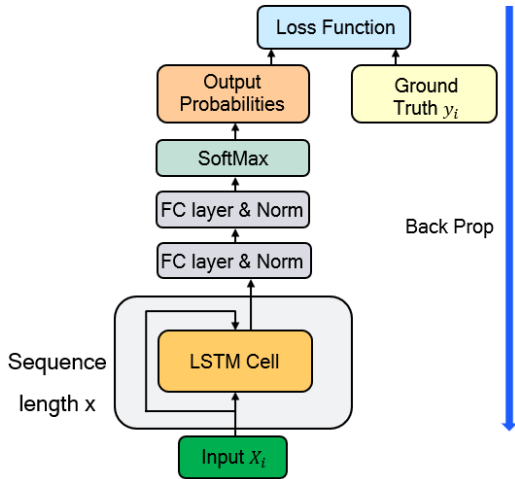 Loss Function
Output
Probabilities
Ground
Truth yᵢ
SoftMax
FC layer & Norm
Back Prop
FC layer & Norm
Sequence
length x
LSTM Cell
Input Xᵢ